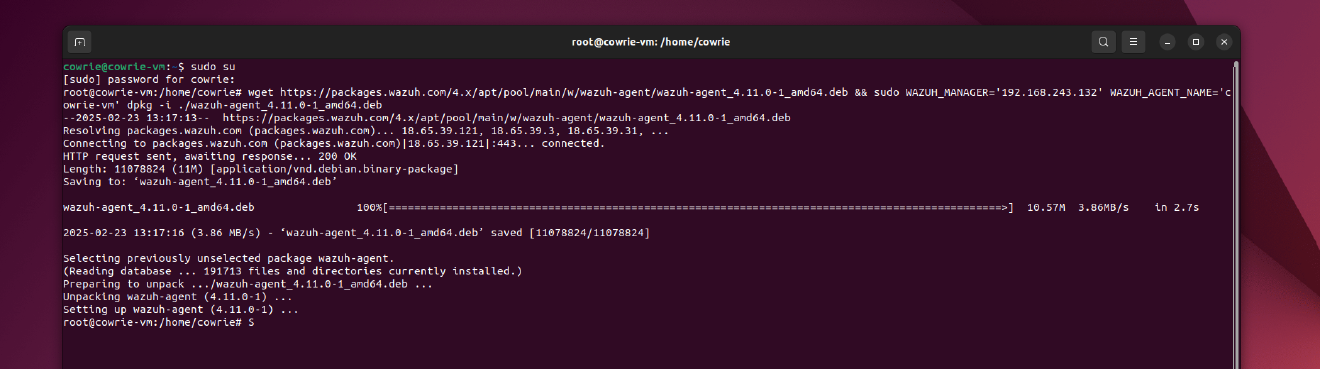 root@cowrie-vm: /home/cowrie
cowrie@cowrie-vm:~$ sudo su
[sudo] password for cowrie:
root@cowrie-vm:/home/cowrie# wget https://packages.wazuh.com/4.x/apt/pool/main/w/wazuh-agent/wazuh-agent_4.11.0-1_amd64.deb && sudo WAZUH_MANAGER='192.168.243.132' WAZUH_AGENT_NAME='c
owrie-vm' dpkg -i ./wazuh-agent_4.11.0-1_amd64.deb
--2025-02-23 13:17:13--  https://packages.wazuh.com/4.x/apt/pool/main/w/wazuh-agent/wazuh-agent_4.11.0-1_amd64.deb
Resolving packages.wazuh.com (packages.wazuh.com)... 18.65.39.121, 18.65.39.3, 18.65.39.31, ...
Connecting to packages.wazuh.com (packages.wazuh.com)|18.65.39.121|:443... connected.
HTTP request sent, awaiting response... 200 OK
Length: 11078824 (11M) [application/vnd.debian.binary-package]
Saving to: ‘wazuh-agent_4.11.0-1_amd64.deb’
wazuh-agent_4.11.0-1_amd64.deb 100%[================================================================================================>] 10.57M 3.86MB/s in 2.7s
2025-02-23 13:17:16 (3.86 MB/s) - ‘wazuh-agent_4.11.0-1_amd64.deb’ saved [11078824/11078824]
Selecting previously unselected package wazuh-agent.
(Reading database ... 191713 files and directories currently installed.)
Preparing to unpack .../wazuh-agent_4.11.0-1_amd64.deb ...
Unpacking wazuh-agent (4.11.0-1) ...
Setting up wazuh-agent (4.11.0-1) ...
root@cowrie-vm:/home/cowrie# S